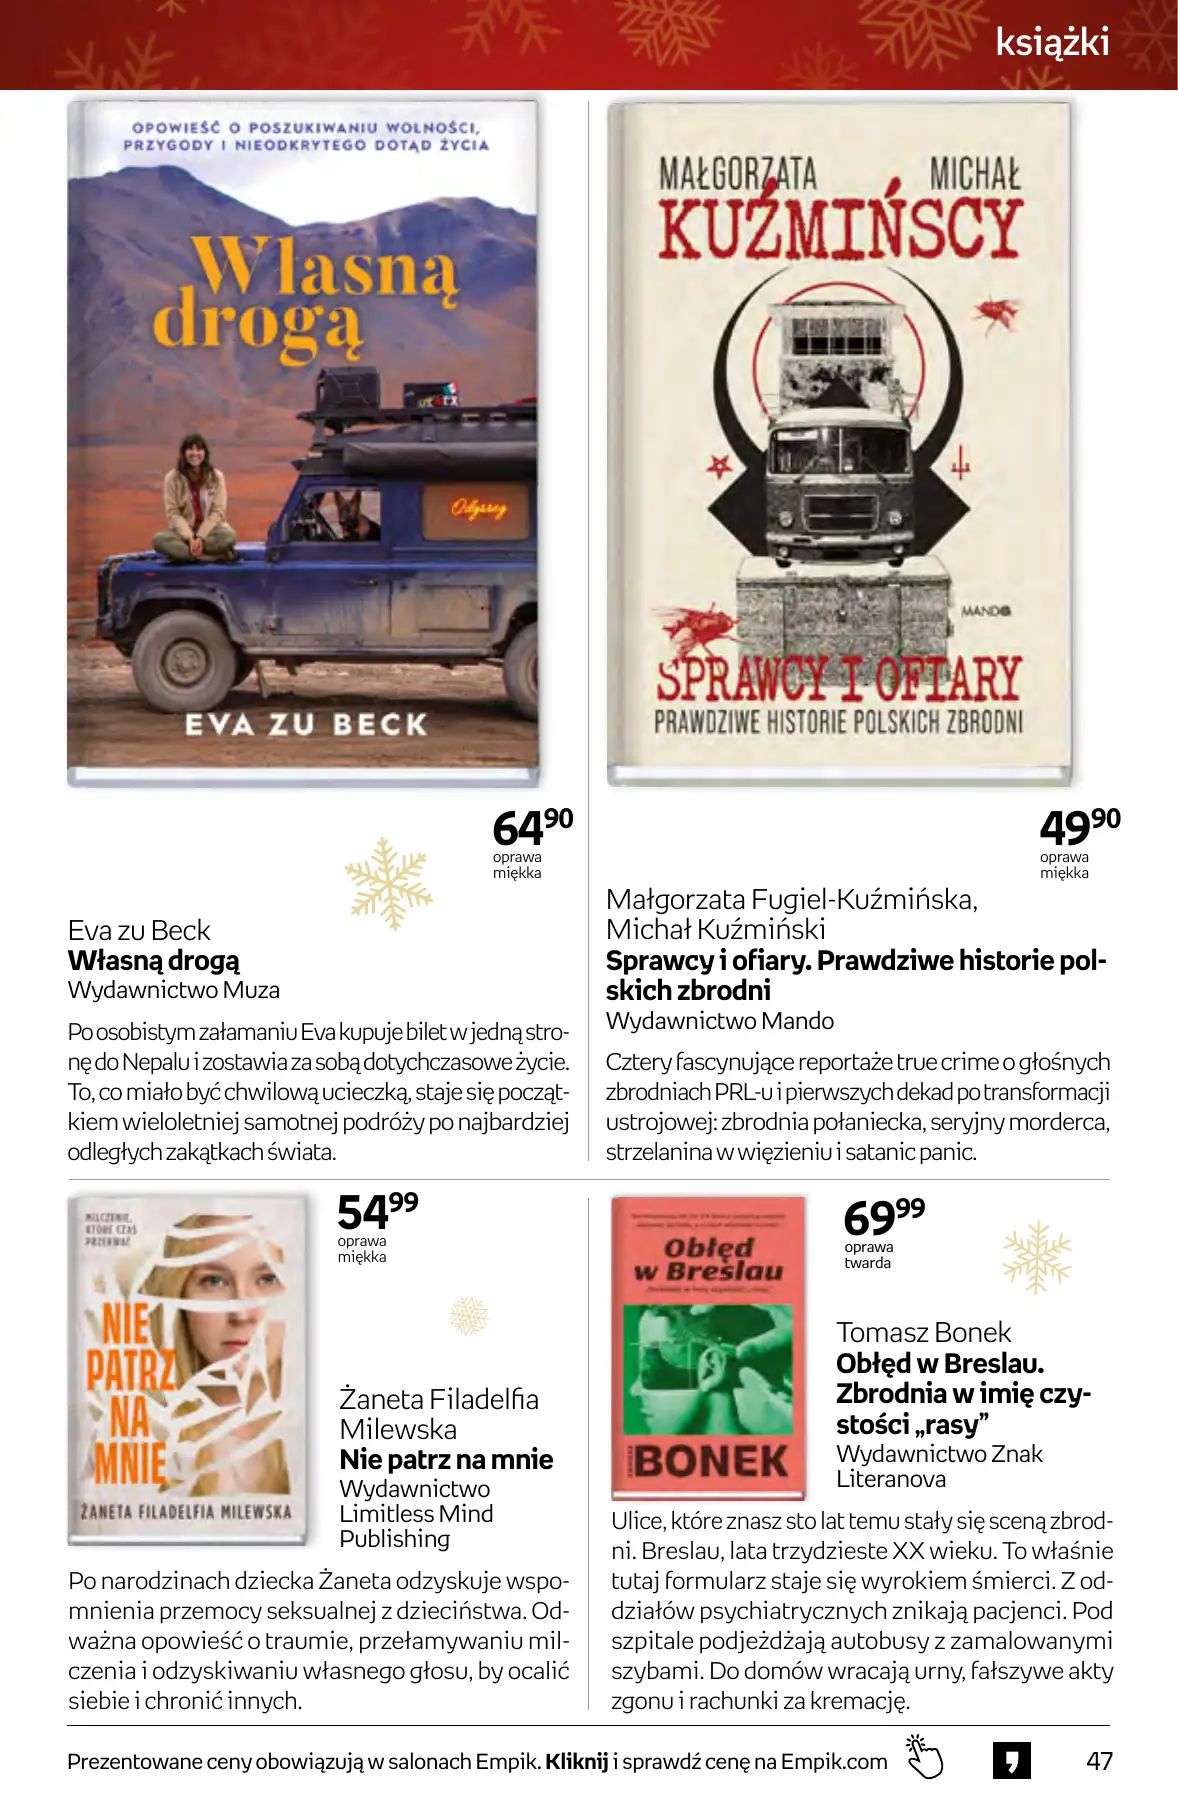 książki
OPOWIEŚĆ O POSZUKIWANIU WOLNOŚCI,
PRZYGODY I NIEODKRYTEGO DOTĄD ŻYCIA
Własną
drogą
Odyssey
EVA ZU BECK
MAŁGORZATA MICHAŁ
KUŹMIŃSCY
MANDO
SPRAWCY I OFIARY
PRAWDZIWE HISTORIE POLSKICH ZBRODNI
64 90
oprawa
miękka
Eva zu Beck
Własną drogą
Wydawnictwo Muza
Po osobistym załamaniu Eva kupuje bilet w jedną stro-
nę do Nepalu i zostawia za sobą dotychczasowe życie.
To, co miało być chwilową ucieczką, staje się począt-
kiem wieloletniej samotnej podróży po najbardziej
odległych zakątkach świata.
49 90
oprawa
miękka
Małgorzata Fugiel-Kuźmińska,
Michał Kuźmiński
Sprawcy i ofiary. Prawdziwe historie pol-
skich zbrodni
Wydawnictwo Mando
Cztery fascynujące reportaże true crime o głośnych
zbrodniach PRL-u i pierwszych dekad po transformacji
ustrojowej: zbrodnia połaniecka, seryjny morderca,
strzelanina w więzieniu i satanic panic.
MILCZENIE,
KTÓRE CZAS
PRZERWAĆ
NIE
PATRZ
NA
MNIE
ŻANETA FILADELFIA MILEWSKA
54 99
oprawa
miękka
Żaneta Filadelfia
Milewska
Nie patrz na mnie
Wydawnictwo
Limitless Mind
Publishing
Po narodzinach dziecka Żaneta odzyskuje wspo-
mnienia przemocy seksualnej z dzieciństwa. Od-
ważna opowieść o traumie, przełamywaniu mil-
czenia i odzyskiwaniu własnego głosu, by ocalić
siebie i chronić innych.
Obłęd
w Breslau
BONEK
69 99
oprawa
twarda
Tomasz Bonek
Obłęd w Breslau.
Zbrodnia w imię czy-
stości „rasy”
Wydawnictwo Znak
Literanova
Ulice, które znasz sto lat temu stały się sceną zbrod-
ni. Breslau, lata trzydzieste XX wieku. To właśnie
tutaj formularz staje się wyrokiem śmierci. Z od-
działów psychiatrycznych znikają pacjenci. Pod
szpitale podjeżdżają autobusy z zamalowanymi
szybami. Do domów wracają urny, fałszywe akty
zgonu i rachunki za kremację.
Prezentowane ceny obowiązują w salonach Empik. Kliknij i sprawdź cenę na Empik.com
47